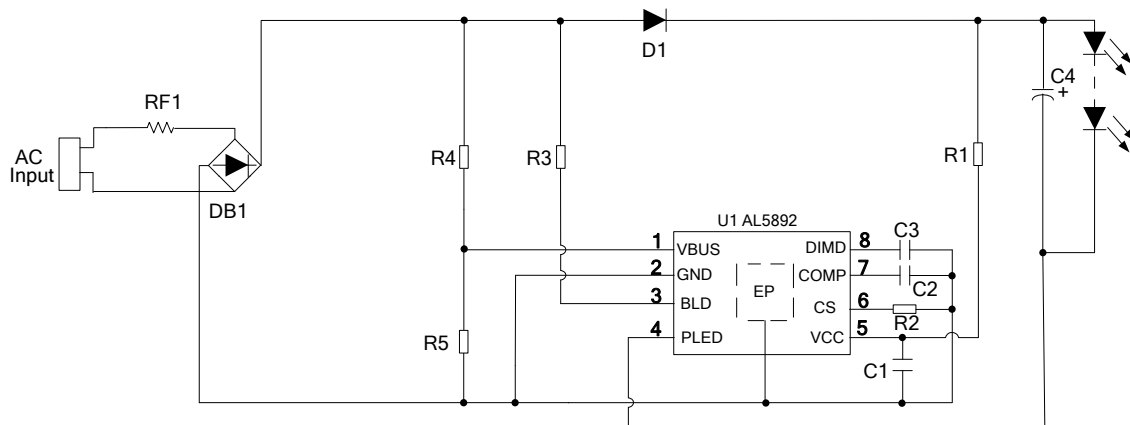 D1
RF1
C4
+
AC
Input
R4
R3
R1
DB1
U1 AL5892
1
VBUS
DIMD
8
C3
2
GND
COMP
7
C2
EP
3
BLD
CS
6
R2
4
PLED
VCC
5
R5
C1